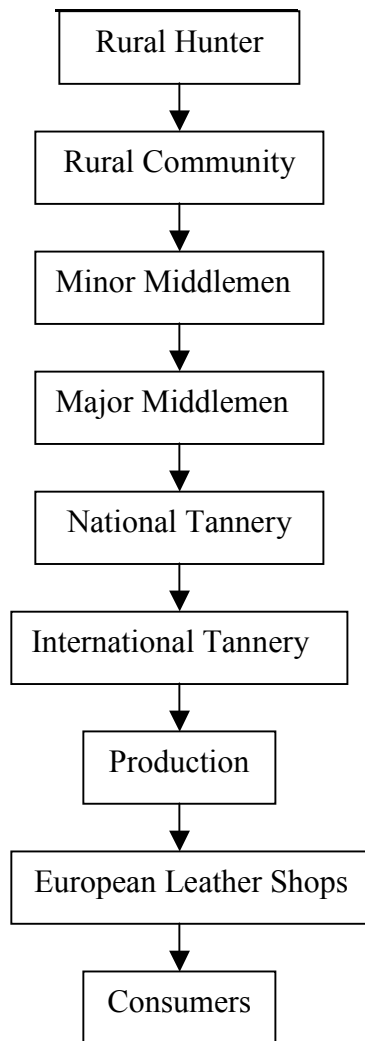 Rural Hunter
Rural Community
Minor Middlemen
Major Middlemen
National Tannery
International Tannery
Production
European Leather Shops
Consumers